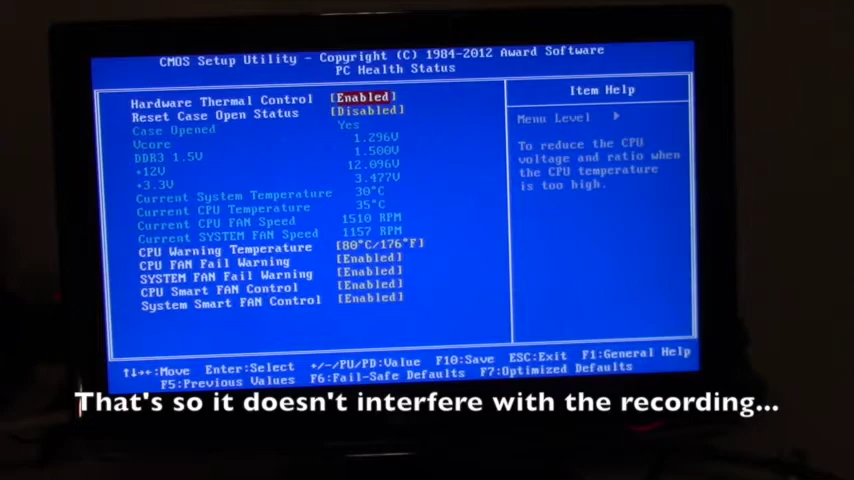 CMOS Setup Utility - Copyright (C) 1984-2012 Award Software
PC Health Status
Hardware Thermal Control [Enabled]
Reset Case Open Status [Disabled]
Case Opened Yes
Vcore 1.296V
DDR3 1.5V 1.500V
+12V 12.096V
+3.3V 3.477V
Current System Temperature 30°C
Current CPU Temperature 35°C
Current CPU FAN Speed 1510 RPM
Current SYSTEM FAN Speed 1157 RPM
CPU Warning Temperature [80°C/176°F]
CPU FAN Fail Warning [Enabled]
SYSTEM FAN Fail Warning [Enabled]
CPU Smart FAN Control [Enabled]
System Smart FAN Control [Enabled]
Item Help
Menu Level
To reduce the CPU
voltage and ratio when
the CPU temperature
is too high.
↑↓→←:Move Enter:Select +/-/PU/PD:Value F10:Save ESC:Exit F1:General Help
F5:Previous Values F6:Fail-Safe Defaults F7:Optimized Defaults
That's so it doesn't interfere with the recording...